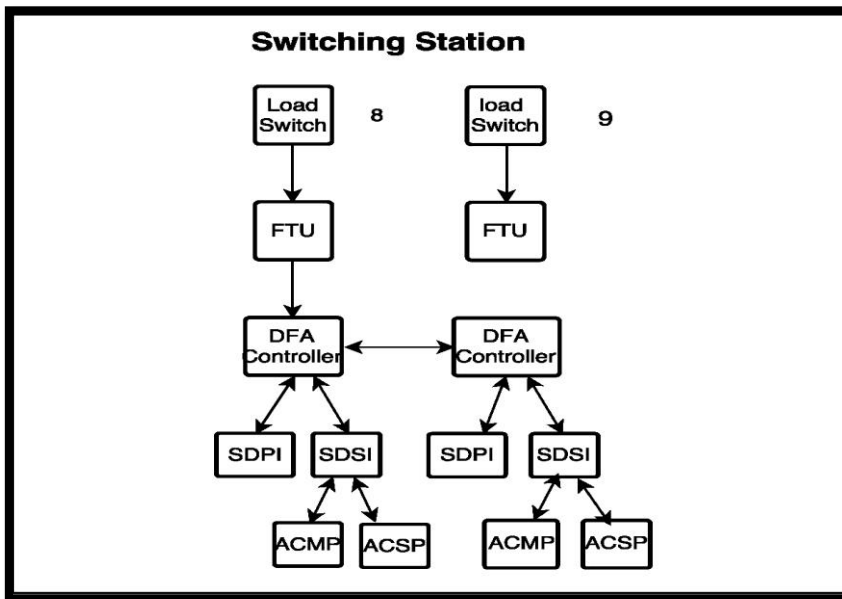 Switching Station
Load
Switch
8
load
Switch
9
FTU
FTU
DFA
Controller
DFA
Controller
SDPI
SDSI
SDPI
SDSI
ACMP
ACSP
ACMP
ACSP